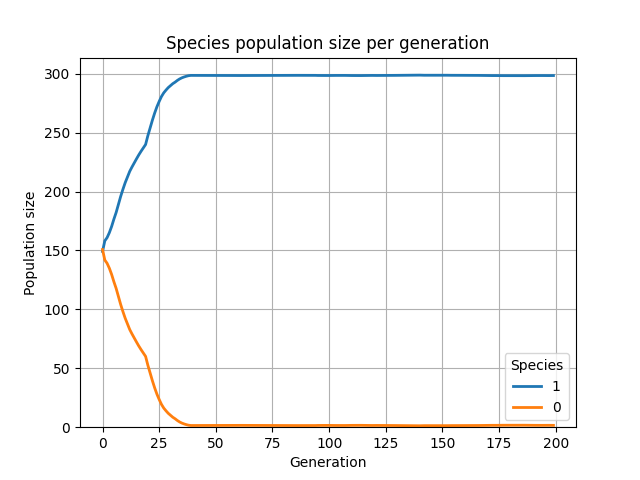 Species population size per generation
Population size
300
250
200
150
100
50
0
0 25 50 75 100 125 150 175 200
Generation
Species
1
0